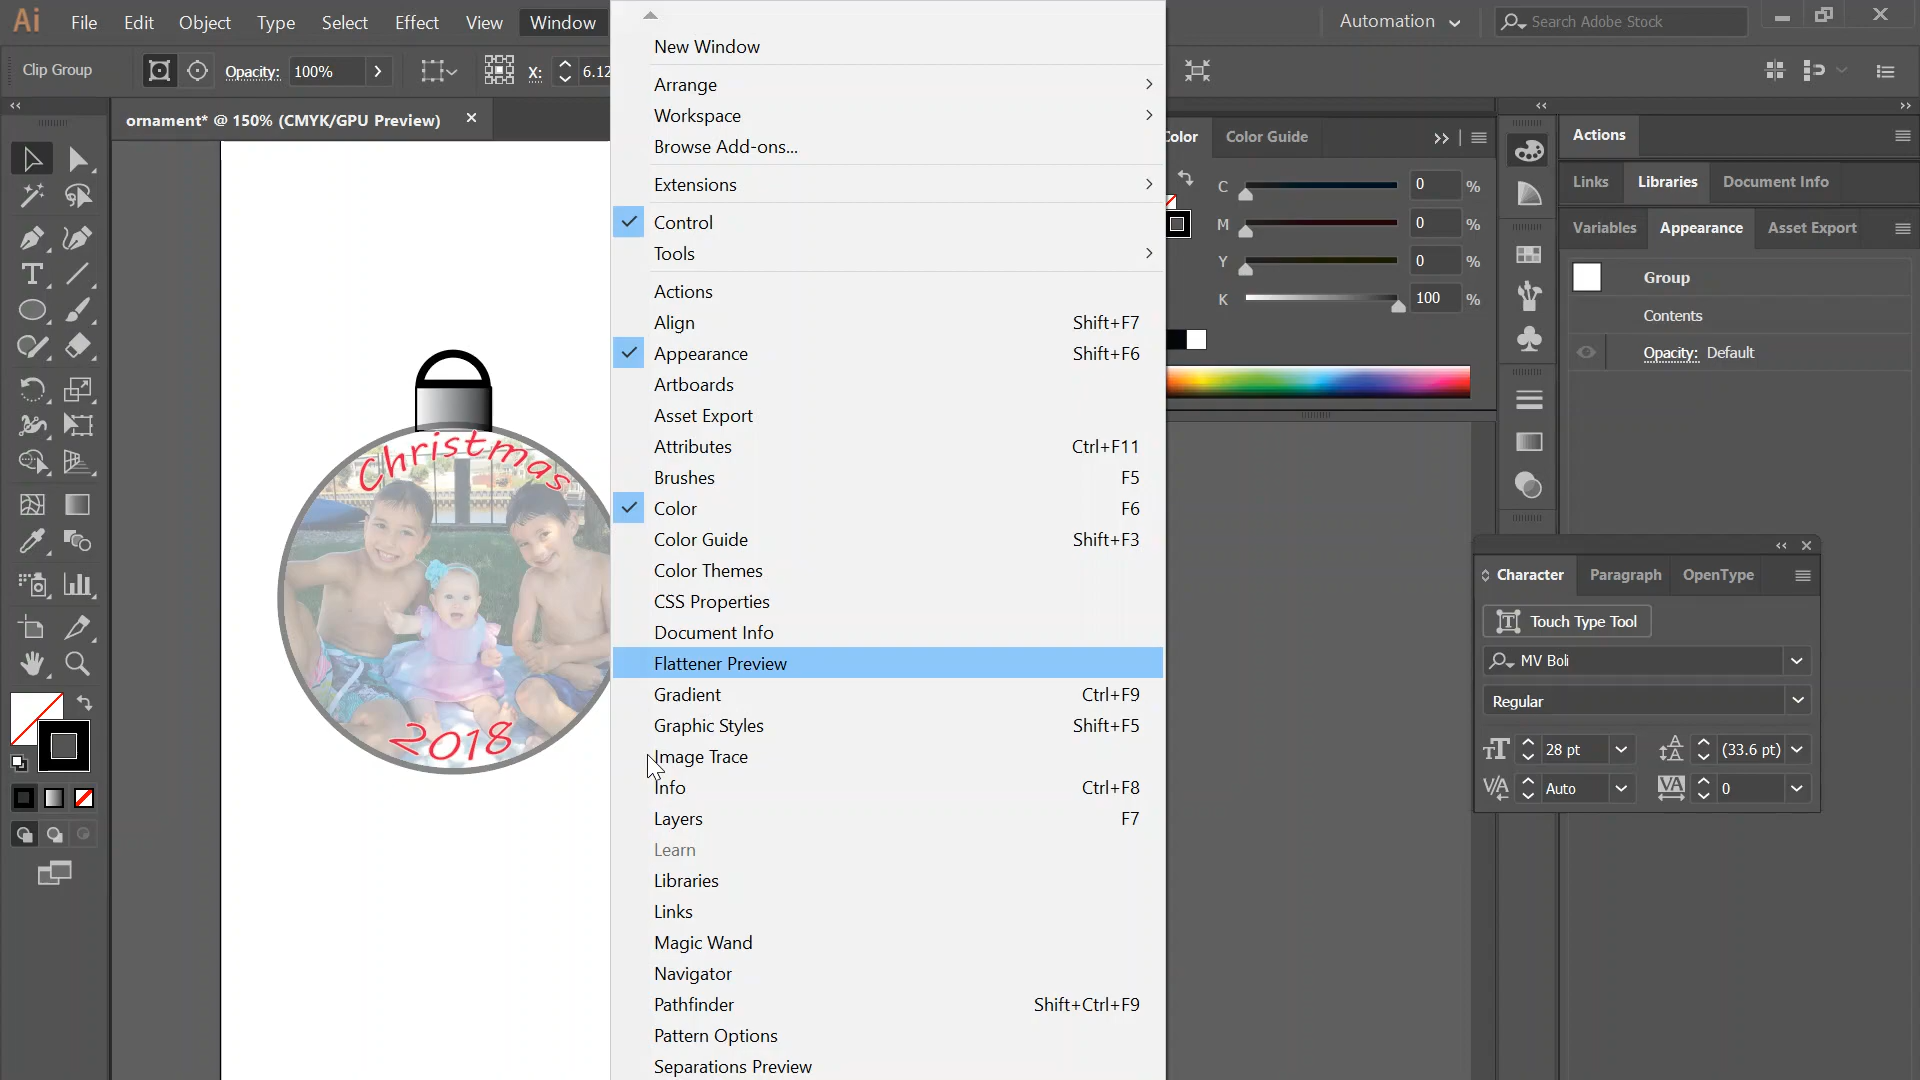 Ai File Edit Object Type Select Effect View Window
Automation
Search Adobe Stock
Clip Group
Opacity: 100%
X: 6.12
ornament* @ 150% (CMYK/GPU Preview)
Christmas
2018
New Window
Arrange
Workspace
Browse Add-ons...
Extensions
Control
Tools
Actions
Align Shift+F7
Appearance Shift+F6
Artboards
Asset Export
Attributes Ctrl+F11
Brushes F5
Color F6
Color Guide Shift+F3
Color Themes
CSS Properties
Document Info
Flattener Preview
Gradient Ctrl+F9
Graphic Styles Shift+F5
Image Trace
Info Ctrl+F8
Layers F7
Learn
Libraries
Links
Magic Wand
Navigator
Pathfinder Shift+Ctrl+F9
Pattern Options
Separations Preview
Color Guide
C 0 %
M 0 %
Y 0 %
K 100 %
Actions
Links Libraries Document Info
Variables Appearance Asset Export
Group
Contents
Opacity: Default
Character Paragraph OpenType
Touch Type Tool
MV Boli
Regular
28 pt (33.6 pt)
Auto 0